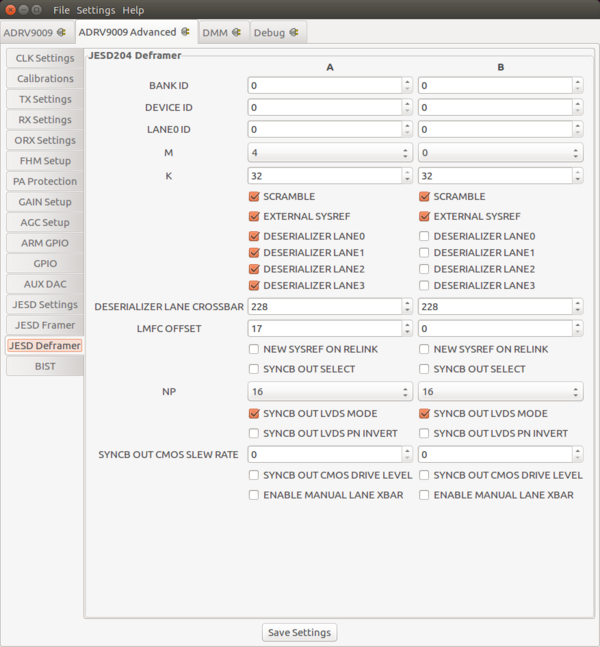 File Settings Help
ADRV9009 ADRV9009 Advanced DMM Debug
CLK Settings
Calibrations
TX Settings
RX Settings
ORX Settings
FHM Setup
PA Protection
GAIN Setup
AGC Setup
ARM GPIO
GPIO
AUX DAC
JESD Settings
JESD Framer
JESD Deframer
BIST
JESD204 Deframer
A B
BANK ID 0 0
DEVICE ID 0 0
LANE0 ID 0 0
M 4 0
K 32 32
SCRAMBLE SCRAMBLE
EXTERNAL SYSREF EXTERNAL SYSREF
DESERIALIZER LANE0 DESERIALIZER LANE0
DESERIALIZER LANE1 DESERIALIZER LANE1
DESERIALIZER LANE2 DESERIALIZER LANE2
DESERIALIZER LANE3 DESERIALIZER LANE3
DESERIALIZER LANE CROSSBAR 228 228
LMFC OFFSET 17 0
NEW SYSREF ON RELINK NEW SYSREF ON RELINK
SYNCB OUT SELECT SYNCB OUT SELECT
NP 16 16
SYNCB OUT LVDS MODE SYNCB OUT LVDS MODE
SYNCB OUT LVDS PN INVERT SYNCB OUT LVDS PN INVERT
SYNCB OUT CMOS SLEW RATE 0 0
SYNCB OUT CMOS DRIVE LEVEL SYNCB OUT CMOS DRIVE LEVEL
ENABLE MANUAL LANE XBAR ENABLE MANUAL LANE XBAR
Save Settings